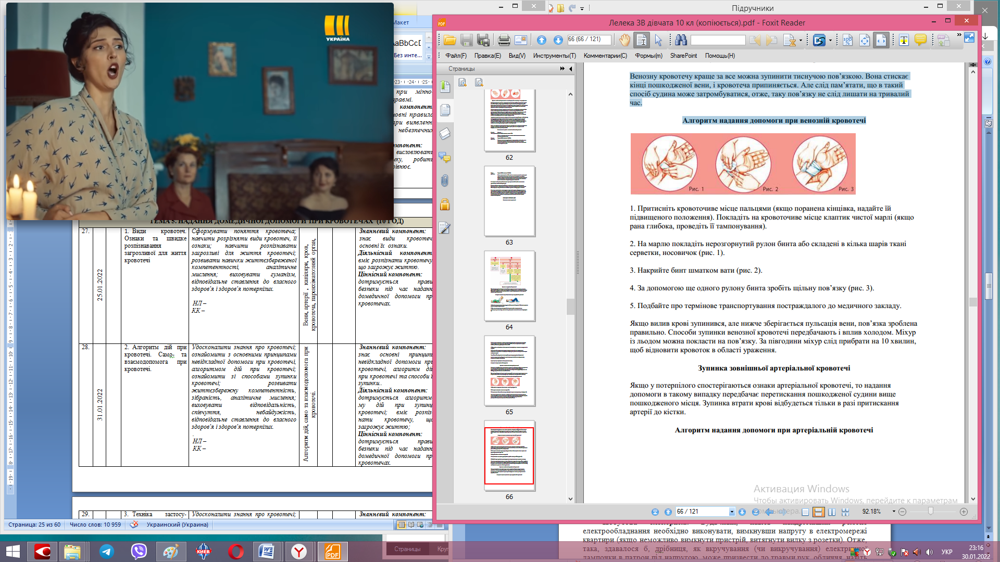 УКРАЇНА
Макет
AaBbCcD
Без инте...
при мінно-
компонент:
небезпечних
висловлювати
робити
ТЕМА 5. НАДАННЯ ДОМЕДИЧНОЇ ДОПОМОГИ ПРИ КРОВОТЕЧАХ (10 ГОД)
27.
25.01.2022
1. Види кровотеч.
Ознаки та швидке
розпізнавання
загрозливої для життя
кровотечі
Сформувати поняття кровотеча;
навчити розрізняти види кровотеч, її
ознаки; навчити розпізнавати
загрозливі для життя кровотечі;
розвивати навички життєзбереженої
компетентності, аналітичне
мислення; виховувати гуманізм,
відповідальне ставлення до власного
здоров'я і здоров'я потерпілих.
НЛ –
КК –
Вени, артерії , капіляри, кров,
кровотеча, паренхіматозний орган,
Знаннєвий компонент:
знає види кровотеч
основні їх ознаки.
Діяльнісний компонент:
вміє розпізнати кровотечу
що загрожує життю.
Ціннісний компонент:
дотримується прави
безпеки під час наданн
домедичної допомоги пр
кровотечах.
28.
31.01.2022
2. Алгоритм дій при
кровотечі. Само- та
взаємодопомога при
кровотечі.
Удосконалити знання про кровотечі;
ознайомити з основними принципами
невідкладної допомоги при кровотечі,
алгоритмом дій при кровотечі;
ознайомити зі способами зупинки
кровотечі; розвивати
життєзбережну компетентність,
зібраність, аналітичне мислення;
виховувати відповідальність,
співчуття, небайдужість,
відповідальне ставлення до власного
здоров'я і здоров'я потерпілих.
.
НЛ –
КК –
Алгоритм дій, само та взаємодопомога при
кровотечі.
Знаннєвий компонент:
знає основні принципи
невідкладної допомоги при
кровотечі, алгоритм дій
при кровотечі та способи ї
зупинки..
Діяльнісний компонент:
дотримується алгоритм-
му дій при зупинц
кровотечі; вміє розпіз-
нати кровотечу, що
загрожує життю;
Ціннісний компонент:
дотримується прави
безпеки під час наданн
домедичної допомоги пр
кровотечах.
29.
3. Техніка застосу-
Удосконалити знання про кровотечі;
Знаннєвий компонент:
Страница: 25 из 60
Число слов: 10 959
Украинский (Украина)
Підручники
Лелека ЗВ дівчата 10 кл (копіюється).pdf - Foxit Reader
66 (66 / 121)
Файл(F)
Правка(E)
Вид(V)
Инструменты(T)
Комментарии(C)
Формы(m)
SharePoint
Помощь(H)
Страницы
62
63
64
65
66
Венозну кровотечу краще за все можна зупинити тиснучою пов’язкою. Вона стискає
кінці пошкодженої вени, і кровотеча припиняється. Але слід пам’ятати, що в такий
спосіб судина може затромбуватися, отже, таку пов’язку не слід лишати на тривалий
час.
Алгоритм надання допомоги при венозній кровотечі
Рис. 1
Рис. 2
Рис. 3
1. Притисніть кровоточиве місце пальцями (якщо поранена кінцівка, надайте їй
підвищеного положення). Покладіть на кровоточиве місце клаптик чистої марлі (якщо
рана глибока, проведіть її тампонування).
2. На марлю покладіть нерозгорнутий рулон бинта або складені в кілька шарів ткані
серветки, носовичок (рис. 1).
3. Накрийте бинт шматком вати (рис. 2).
4. За допомогою ще одного рулону бинта зробіть щільну пов’язку (рис. 3).
5. Подбайте про термінове транспортування постраждалого до медичного закладу.
Якщо вилив крові зупинився, але нижче зберігається пульсація вени, пов’язка зроблена
правильно. Способи зупинки венозної кровотечі передбачають і вплив холодом. Міхур
із льодом можна покласти на пов’язку. За півгодини міхур слід прибрати на 10 хвилин,
щоб відновити кровоток в області ураження.
Зупинка зовнішньої артеріальної кровотечі
Якщо у потерпілого спостерігаються ознаки артеріальної кровотечі, то надання
допомоги в такому випадку передбачає перетискання пошкодженої судини вище
пошкодженого місця. Зупинка втрати крові відбудеться тільки в разі притискання
артерії до кістки.
Алгоритм надання допомоги при артеріальній кровотечі
Активация Windows
Чтобы активировать Windows, перейдите к параметрам
компьютера.
66 / 121
92.18%
електрообладнання необхідно виконувати, вимкнувши напругу в електромережі
квартири (якщо неможливо вимкнути пристрій, витягнути вилку з розетки). Отже,
така, здавалося б, дрібниця, як вкручування (чи викручування) електричної
лампочки в патрон під напругою, може призвести до травми рук, обличчя, навіть
Страницы
КИЕВ
УКР
23:16
30.01.2022